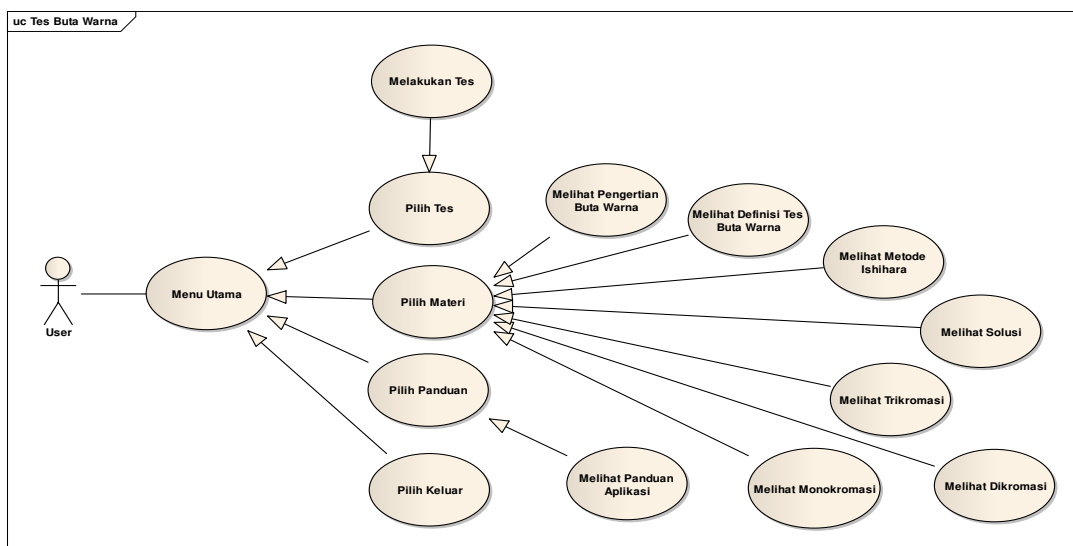 uc Tes Buta Warna
Melakukan Tes
Pilih Tes
Melihat Pengertian
Buta Warna
Melihat Definisi Tes
Buta Warna
Melihat Metode
Ishihara
User
Menu Utama
Pilih Materi
Melihat Solusi
Pilih Panduan
Melihat Trikromasi
Pilih Keluar
Melihat Panduan
Aplikasi
Melihat Monokromasi
Melihat Dikromasi